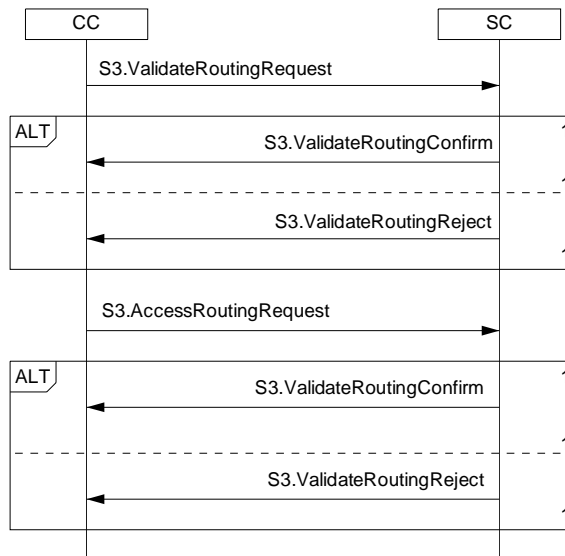 CC
SC
S3.ValidateRoutingRequest
ALT
S3.ValidateRoutingConfirm
S3.ValidateRoutingReject
S3.AccessRoutingRequest
ALT
S3.ValidateRoutingConfirm
S3.ValidateRoutingReject